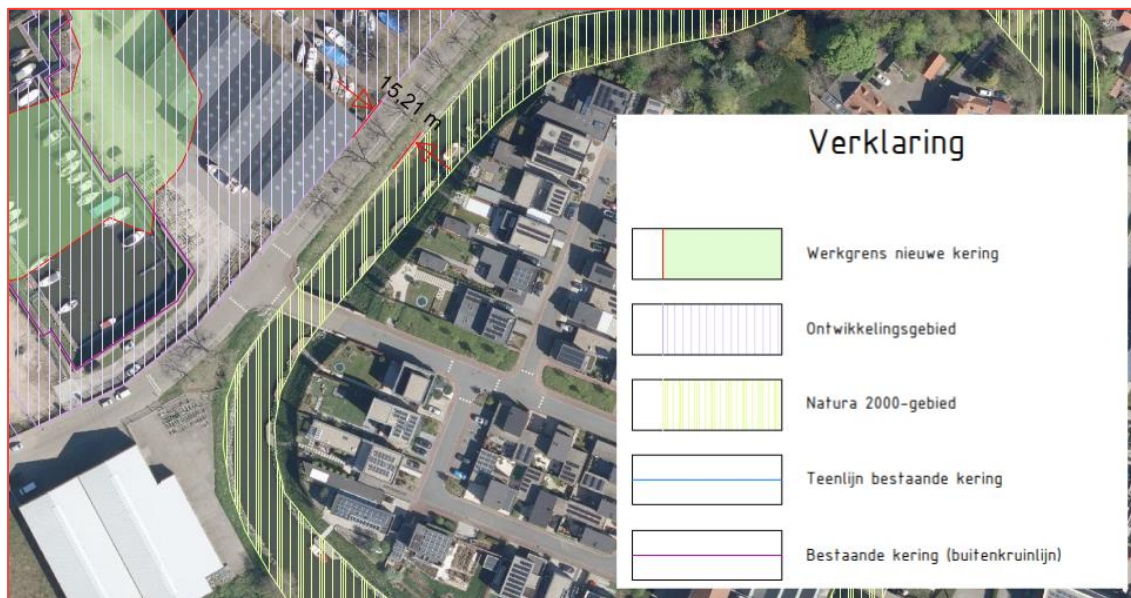 15,21 m
Verklaring
Werkgrens nieuwe kering
Ontwikkelingsgebied
Natura 2000-gebied
Teenlijn bestaande kering
Bestaande kering (buitenkruinlijn)